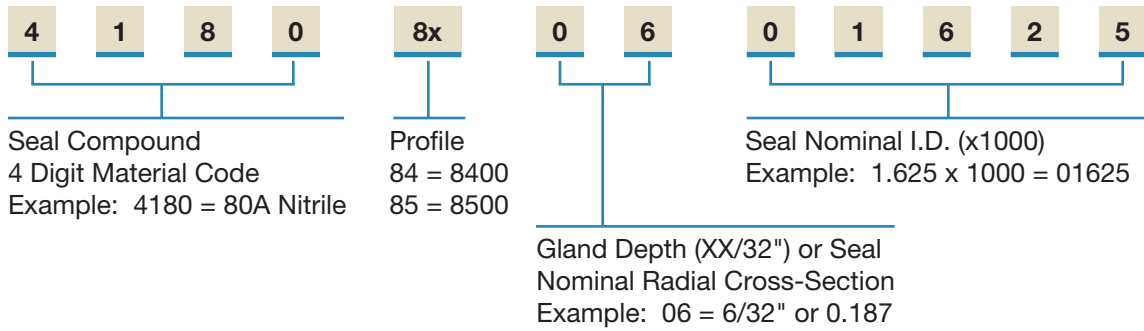 4 1 8 0 8x 0 6 0 1 6 2 5
Seal Compound
4 Digit Material Code
Example: 4180 = 80A Nitrile
Profile
84 = 8400
85 = 8500
Gland Depth (XX/32") or Seal
Nominal Radial Cross-Section
Example: 06 = 6/32" or 0.187
Seal Nominal I.D. (x1000)
Example: 1.625 x 1000 = 01625